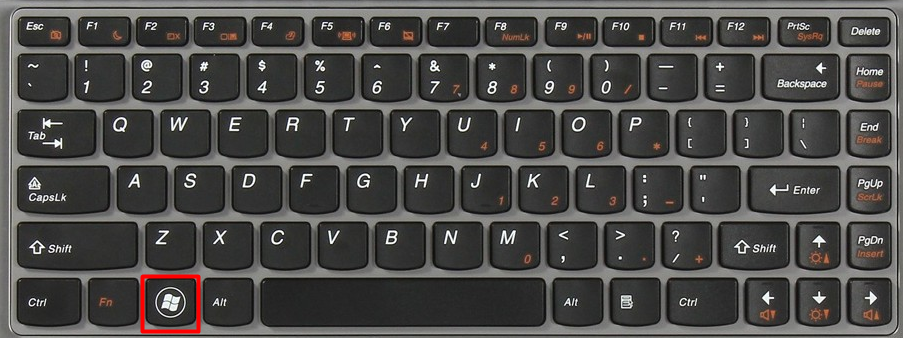 Esc F1 F2 F3 F4 F5 F6 F7 F8 NumLk F9 F10 F11 F12 PrtSc SysRq Delete
~ ` ! 1 @ 2 # 3 $ 4 % 5 ^ 6 & 7 7 * 8 8 ( 9 9 ) 0 / — - + = Backspace Home Pause
Tab Q W E R T Y U 4 I 5 O 6 P * { [ } ] ¦ \ End Break
CapsLk A S D F G H J 1 K 2 L 3 : ; - " ' Enter PgUp ScrLk
Shift Z X C V B N M 0 < , > . . ? / + Shift PgDn Insert
Ctrl Fn Alt Alt Ctrl